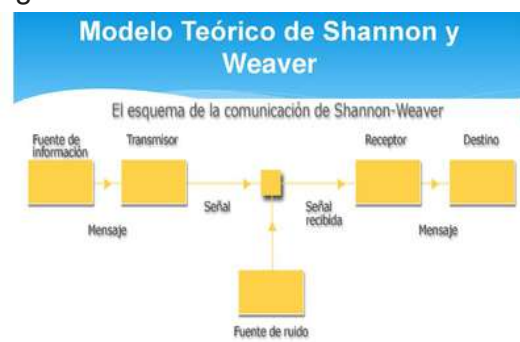 Modelo Teórico de Shannon y
Weaver
El esquema de la comunicación de Shannon-Weaver
Fuente de
información
Transmisor
Receptor
Destino
Señal
Señal
recibida
Mensaje
Mensaje
Fuente de ruido